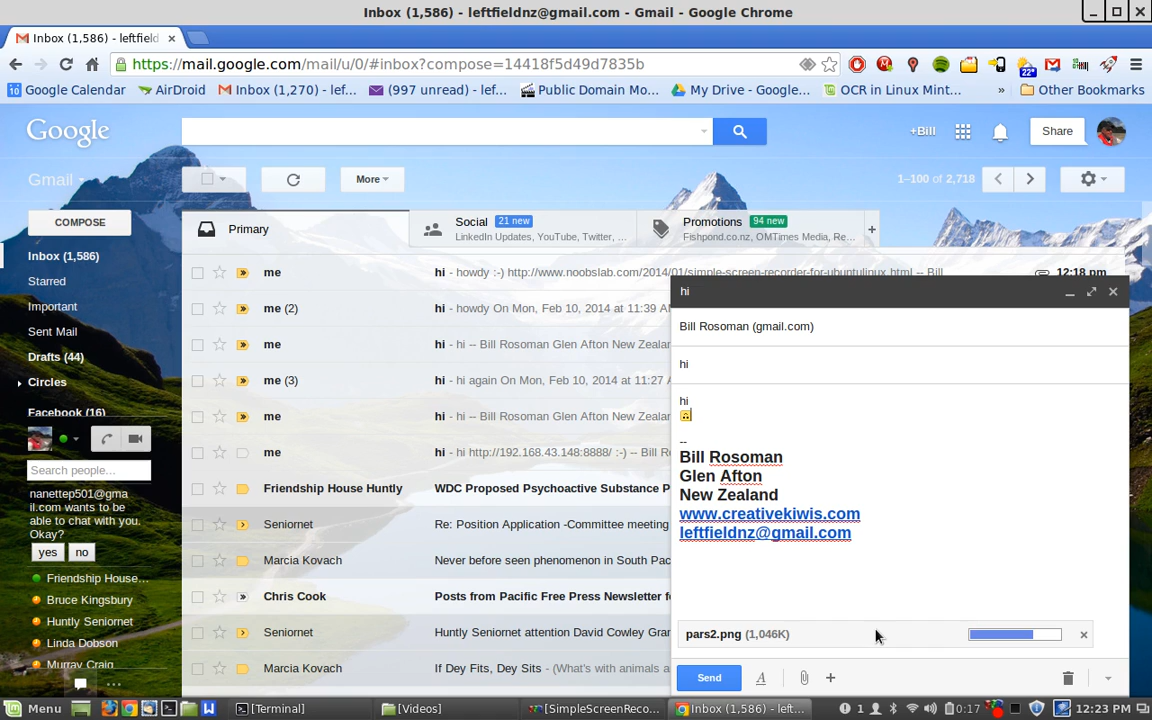 Inbox (1,586) - leftfieldnz@gmail.com - Gmail - Google Chrome
Inbox (1,586) - leftfield
https://mail.google.com/mail/u/0/#inbox?compose=14418f5d49d7835b
22°
Google Calendar
AirDroid
Inbox (1,270) - lef...
(997 unread) - lef...
Public Domain Mo...
My Drive - Google...
OCR in Linux Mint...
»
Other Bookmarks
Google
+Bill
Share
Gmail
More
1–100 of 2,718
COMPOSE
Primary
Social 21 new
LinkedIn Updates, YouTube, Twitter, ...
Promotions 94 new
Fishpond.co.nz, OMTimes Media, Re...
+
Inbox (1,586)
Starred
Important
Sent Mail
Drafts (44)
Circles
Facebook (16)
Search people...
nanettep501@gma
il.com wants to be
able to chat with you.
Okay?
yes no
Friendship House...
Bruce Kingsbury
Huntly Seniornet
Linda Dobson
Murray Craig
me hi - howdy :-) http://www.noobslab.com/2014/01/simple-screen-recorder-for-ubuntulinux.html -- Bill 12:18 pm
me (2) hi - howdy On Mon, Feb 10, 2014 at 11:39 A
me hi - hi -- Bill Rosoman Glen Afton New Zealan
me (3) hi - hi again On Mon, Feb 10, 2014 at 11:27
me hi - hi -- Bill Rosoman Glen Afton New Zealan
me hi - hi http://192.168.43.148:8888/ :-) -- Bill R
Friendship House Huntly WDC Proposed Psychoactive Substance P
Seniornet Re: Position Application -Committee meeting
Marcia Kovach Never before seen phenomenon in South Pac
Chris Cook Posts from Pacific Free Press Newsletter f
Seniornet Huntly Seniornet attention David Cowley Gra
Marcia Kovach If Dey Fits, Dey Sits - (What's with animals a
hi
Bill Rosoman (gmail.com)
hi
hi
--
Bill Rosoman
Glen Afton
New Zealand
www.creativekiwis.com
leftfieldnz@gmail.com
pars2.png (1,046K)
Send
Menu
[Terminal]
[Videos]
[SimpleScreenReco...
Inbox (1,586) - left...
1
0:17
12:23 PM